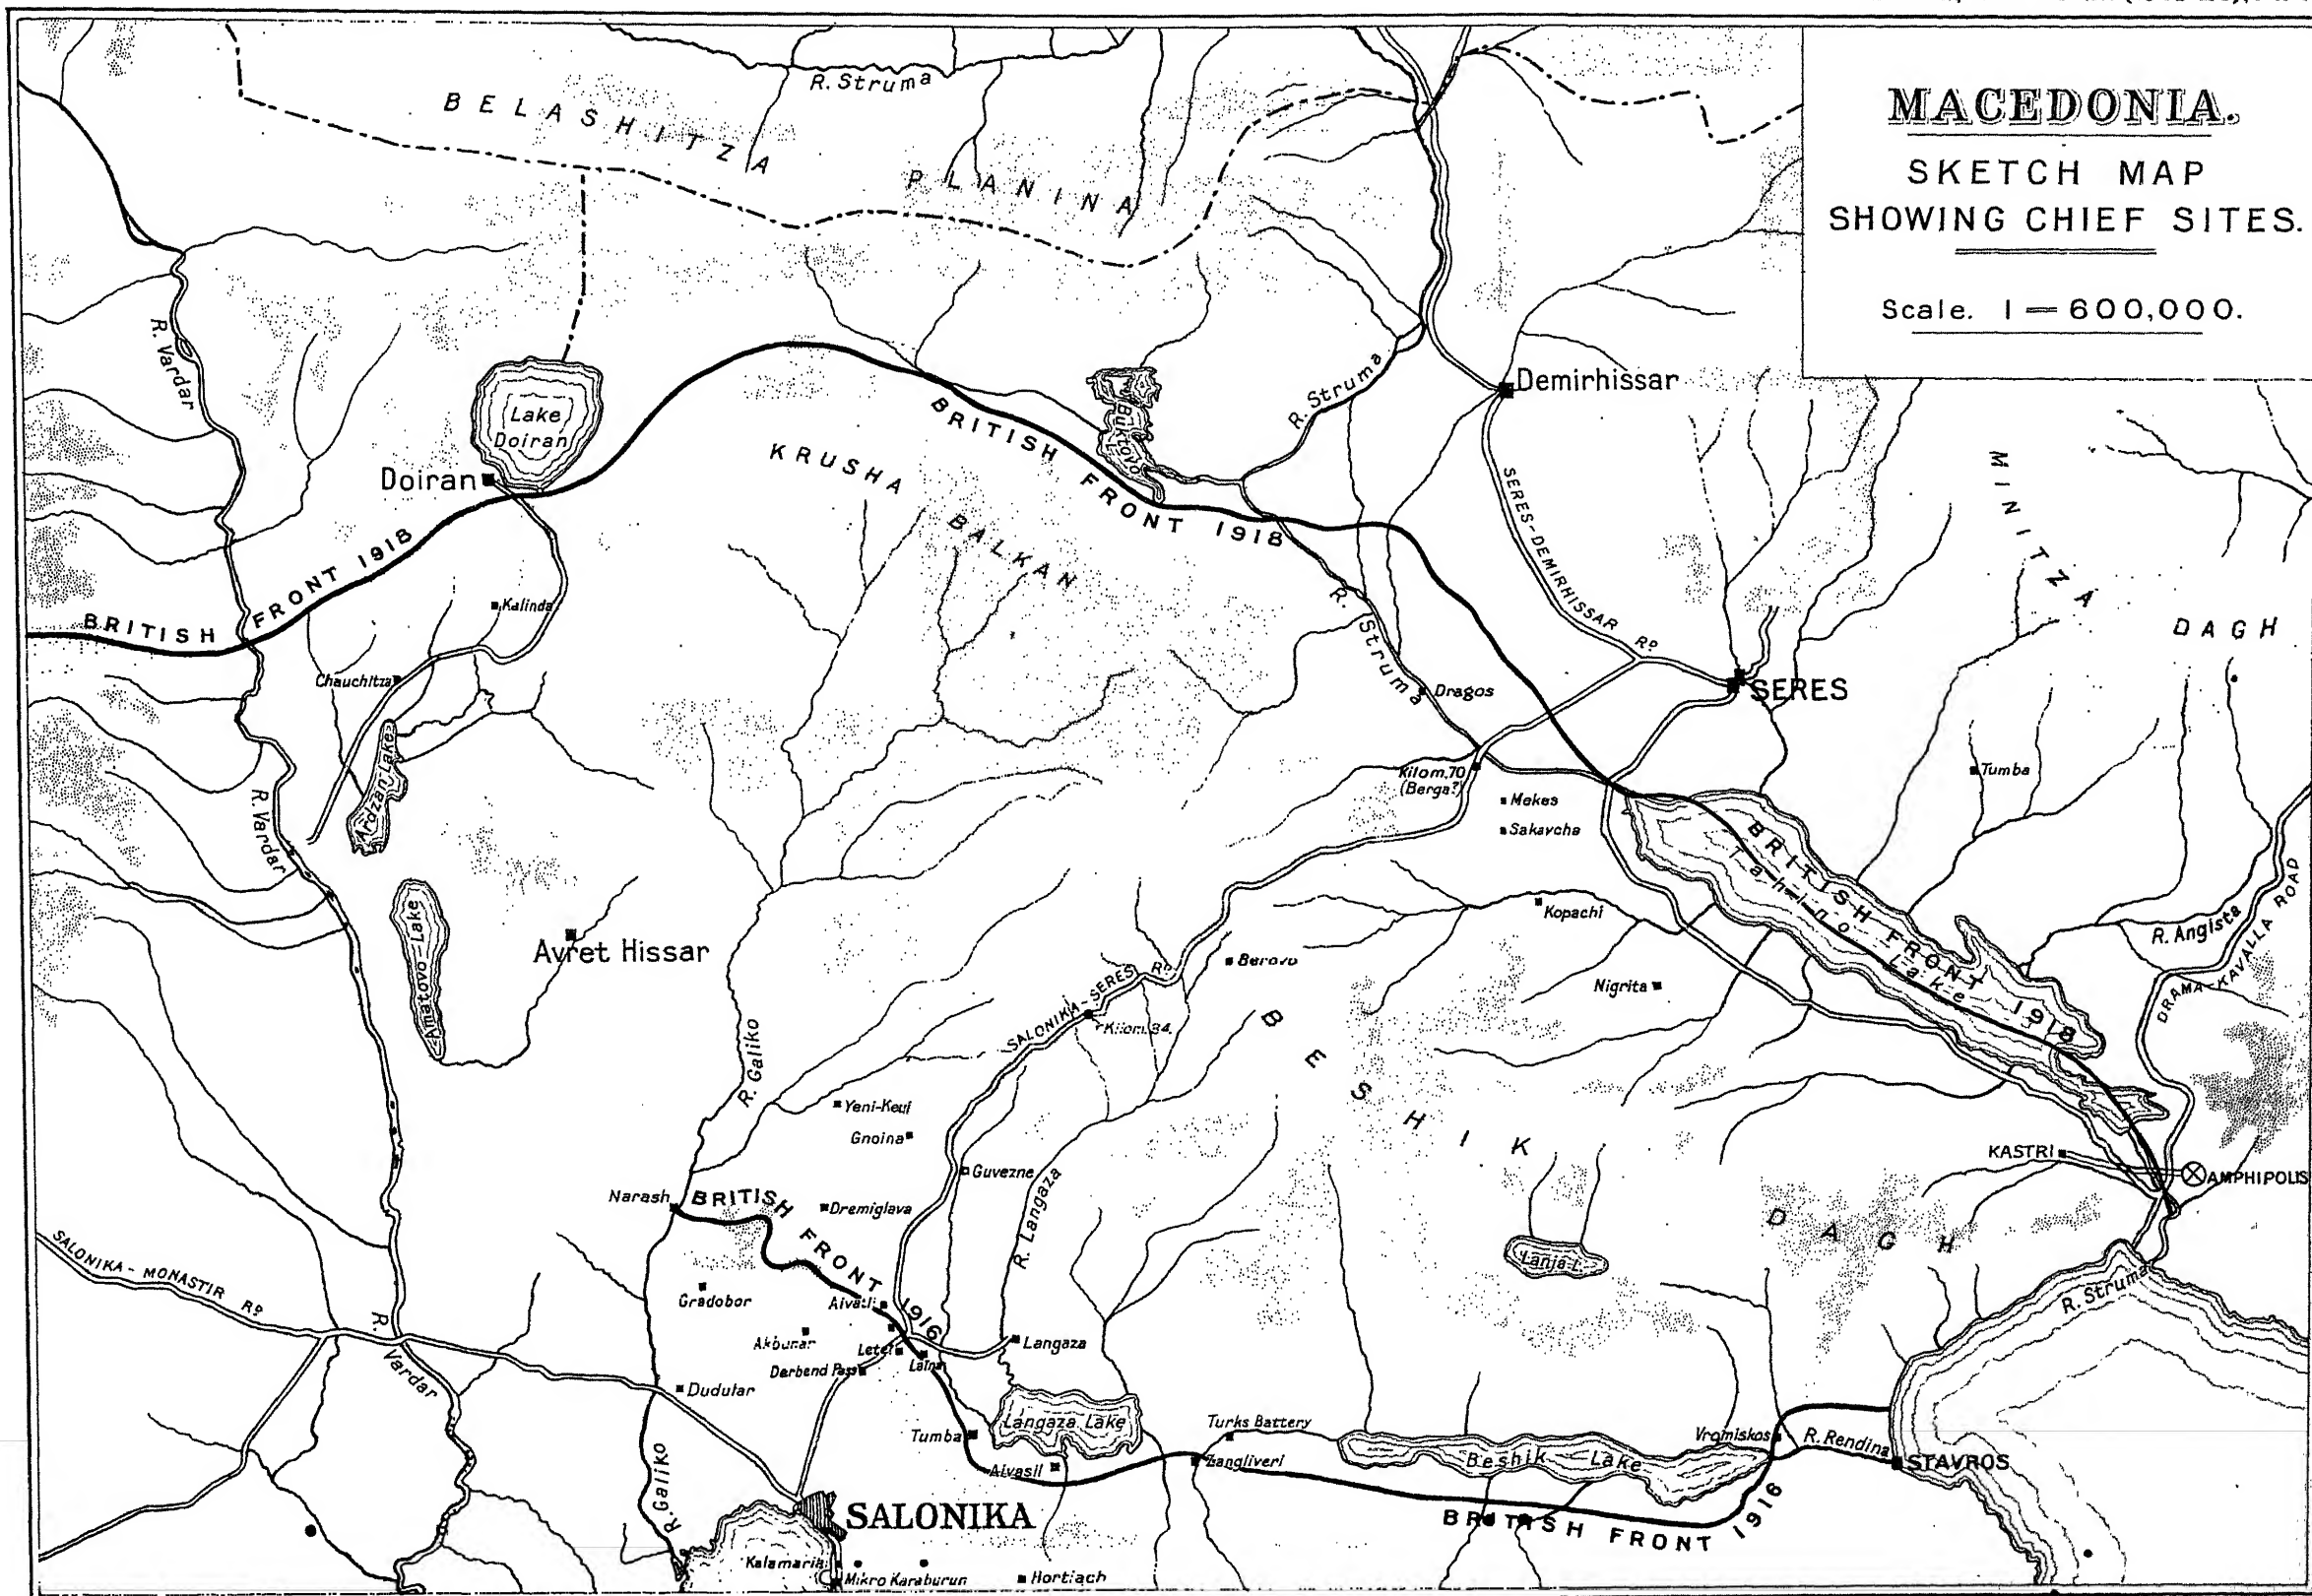 MACEDONIA.
SKETCH MAP
SHOWING CHIEF SITES.
Scale. 1 = 600,000.
R. Struma
BELASHITZA
PLANINA
R. Vardar
Lake
Doiran
Doiran
BRITISH FRONT 1918
BRITISH FRONT 1918
KRUSHA
BALKAN
Butkovo
R. Struma
Demirhissar
SERES-DEMIRHISSAR RD
MINITZA
DAGH
Kalinda
Chauchitza
R. Struma
Dragos
SERES
Ardzan Lake
R. Vardar
Kilom. 70
(Berga?)
Mekes
Sakavcha
Tumba
BRITISH FRONT 1918
Tahino Lake
Amatovo Lake
Avret Hissar
Kopachi
R. Angista
DRAMA-KAVALLA ROAD
Berovo
Nigrita
SALONIKA-SERES RD
Kilom. 34.
R. Galiko
BESHIK
DAGH
Yeni-Keui
Gnoina
Guvezne
R. Langaza
KASTRI
AMPHIPOLIS
Narash
BRITISH FRONT 1916
Dremiglava
SALONIKA-MONASTIR RD
Gradobor
Aivatli
Lanja L.
R. Struma
Akbunar
Lete?
Laina
Langaza
Derbend Pass
R. Vardar
Dudular
Langaza Lake
Tumba
Turks Battery
Vromiskos
R. Rendina
Aivasil
Zangliveri
Beshik Lake
STAVROS
R. Galiko
SALONIKA
BRITISH FRONT 1916
Kalamaria
Mikro Karaburun
Hortiach